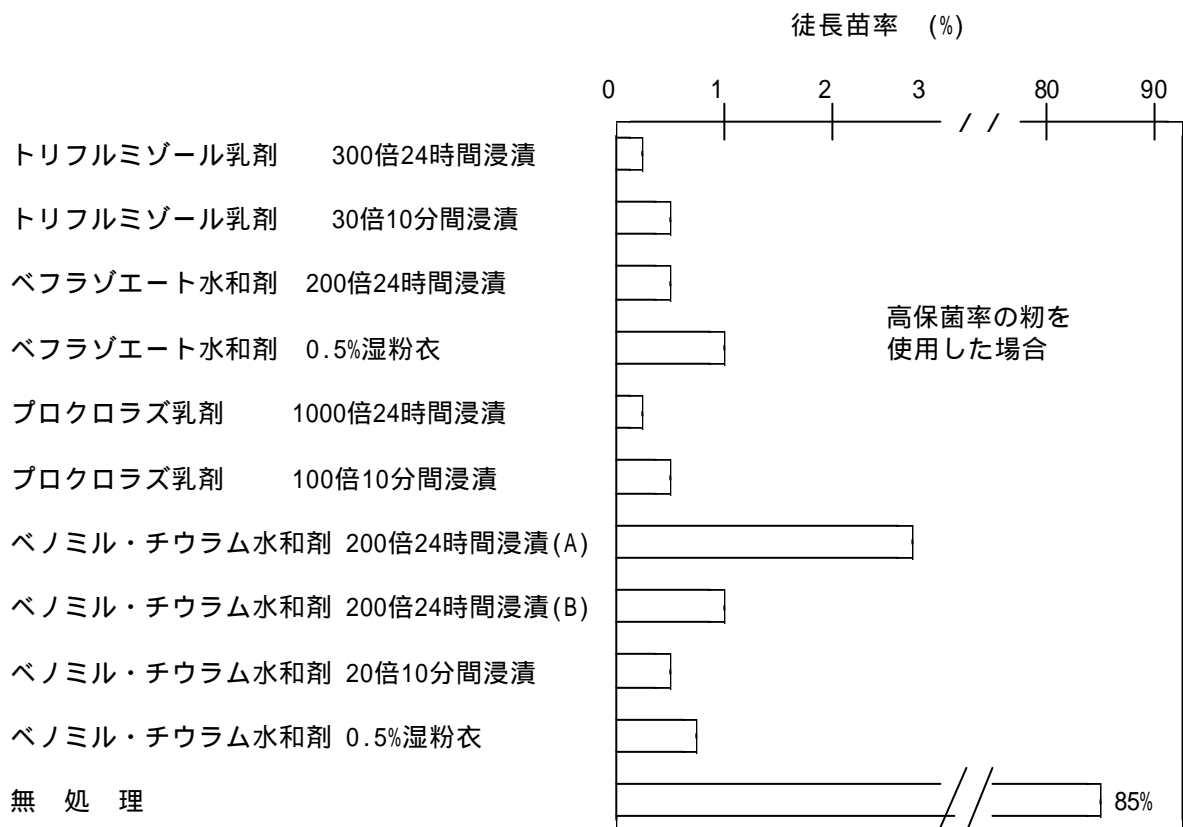 徒長苗率 (%)
0 1 2 3 80 90
トリフルミゾール乳剤 300倍24時間浸漬
トリフルミゾール乳剤 30倍10分間浸漬
ベフラゾエート水和剤 200倍24時間浸漬
ベフラゾエート水和剤 0.5%湿粉衣
高保菌率の籾を
使用した場合
プロクロラズ乳剤 1000倍24時間浸漬
プロクロラズ乳剤 100倍10分間浸漬
ベノミル・チウラム水和剤 200倍24時間浸漬(A)
ベノミル・チウラム水和剤 200倍24時間浸漬(B)
ベノミル・チウラム水和剤 20倍10分間浸漬
ベノミル・チウラム水和剤 0.5%湿粉衣
無 処 理 85%